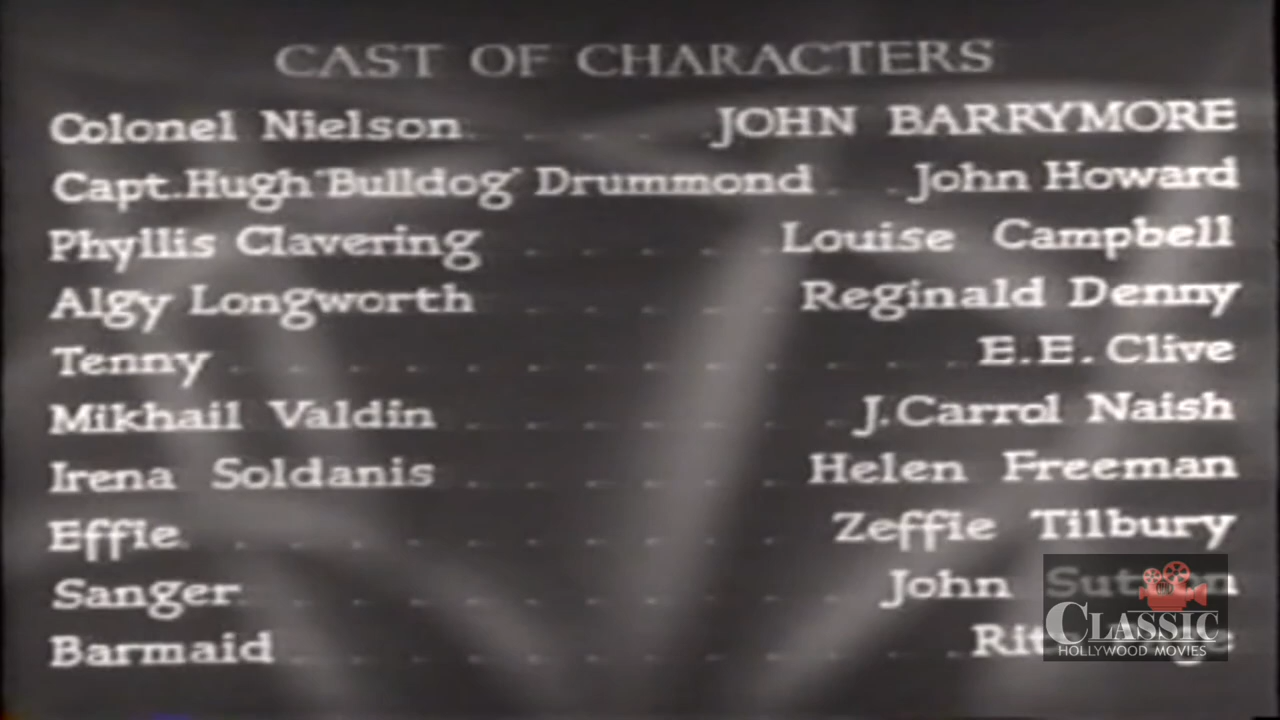 CAST OF CHARACTERS
Colonel Nielson . . . . JOHN BARRYMORE
Capt. Hugh "Bulldog" Drummond . . John Howard
Phyllis Clavering . . . . . Louise Campbell
Algy Longworth . . . . . Reginald Denny
Tenny . . . . . . . . . . . . . E.E. Clive
Mikhail Valdin . . . . . . . J. Carrol Naish
Irena Soldanis . . . . . . Helen Freeman
Effie . . . . . . . . . . . Zeffie Tilbury
Sanger . . . . . . . . . . . John Sutton
Barmaid . . . . . . . . . . . .
CLASSIC
HOLLYWOOD MOVIES